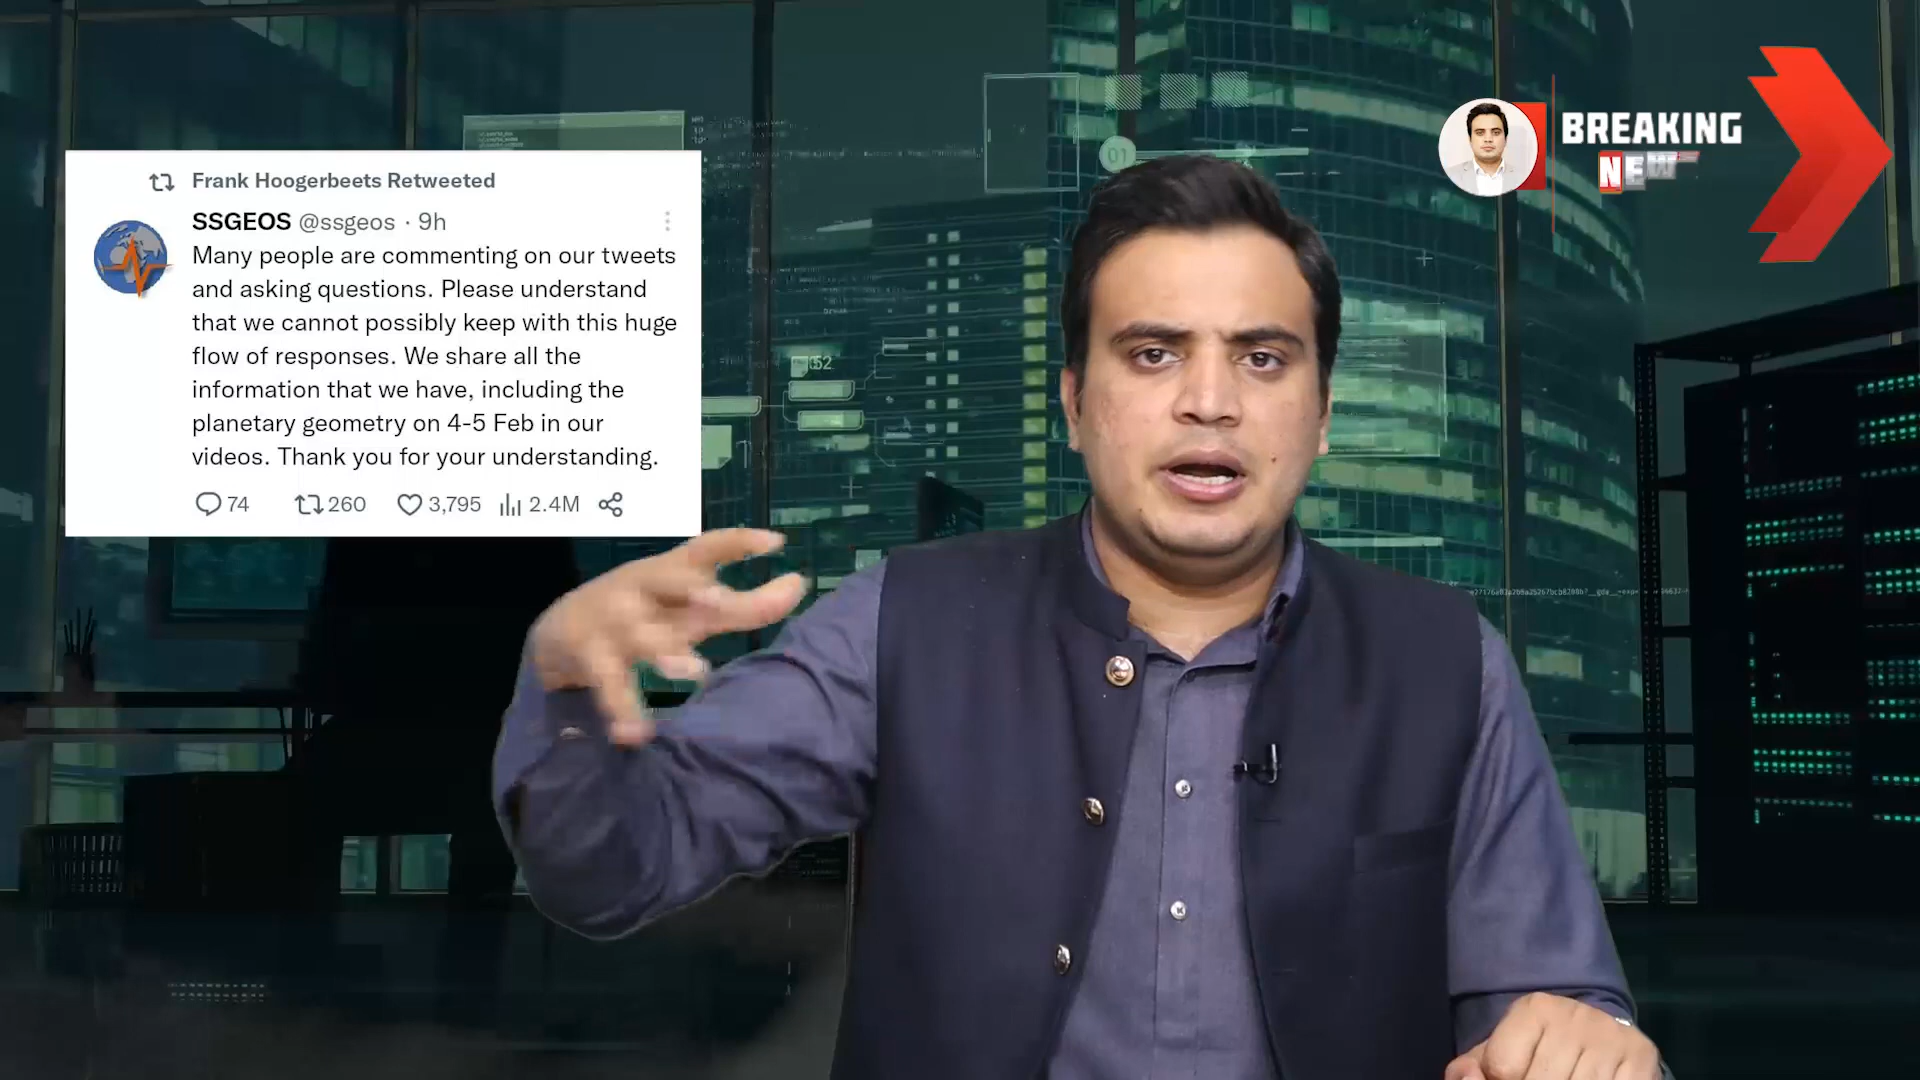 Frank Hoogerbeets Retweeted
SSGEOS @ssgeos · 9h
Many people are commenting on our tweets
and asking questions. Please understand
that we cannot possibly keep with this huge
flow of responses. We share all the
information that we have, including the
planetary geometry on 4-5 Feb in our
videos. Thank you for your understanding.
74 260 3,795 2.4M
BREAKING
NEW
01
52